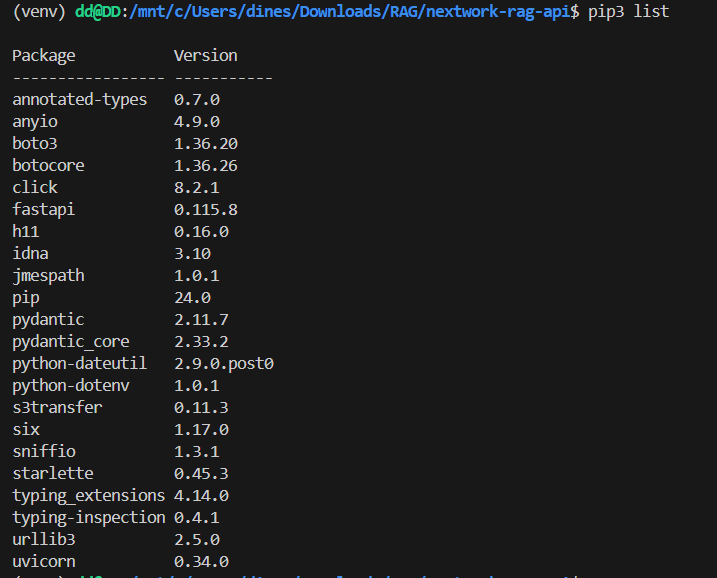 (venv) dd@DD:/mnt/c/Users/dines/Downloads/RAG/nextwork-rag-api$ pip3 list
Package          Version
---------------- -----------
annotated-types  0.7.0
anyio            4.9.0
boto3            1.36.20
botocore         1.36.26
click            8.2.1
fastapi          0.115.8
h11              0.16.0
idna             3.10
jmespath         1.0.1
pip              24.0
pydantic         2.11.7
pydantic_core    2.33.2
python-dateutil  2.9.0.post0
python-dotenv    1.0.1
s3transfer       0.11.3
six              1.17.0
sniffio          1.3.1
starlette        0.45.3
typing_extensions 4.14.0
typing-inspection 0.4.1
urllib3          2.5.0
uvicorn          0.34.0